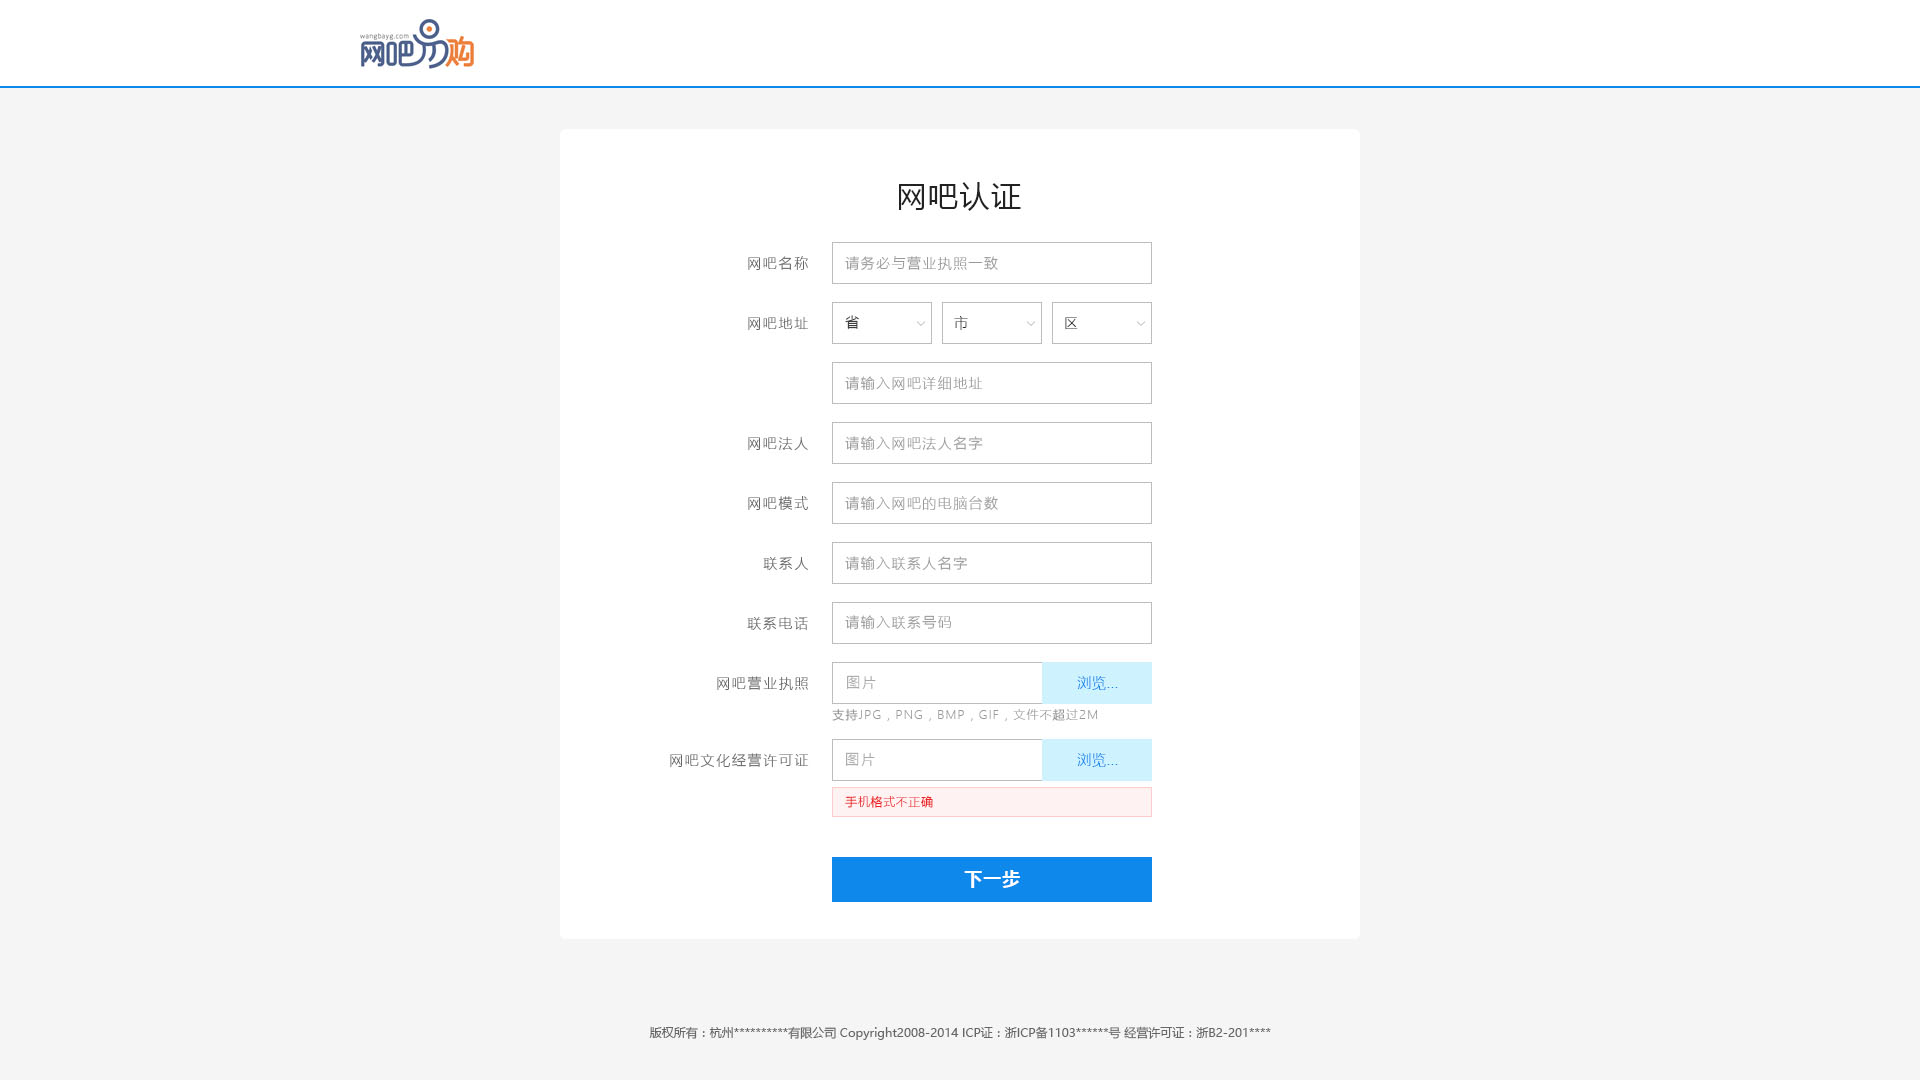 wangbayg.com
网吧易购
网吧认证
网吧名称 请务必与营业执照一致
网吧地址 省 市 区
请输入网吧详细地址
网吧法人 请输入网吧法人名字
网吧模式 请输入网吧的电脑台数
联系人 请输入联系人名字
联系电话 请输入联系号码
网吧营业执照 图片 浏览...
支持JPG，PNG，BMP，GIF，文件不超过2M
网吧文化经营许可证 图片 浏览...
手机格式不正确
下一步
版权所有：杭州**********有限公司 Copyright2008-2014 ICP证：浙ICP备1103******号 经营许可证：浙B2-201****